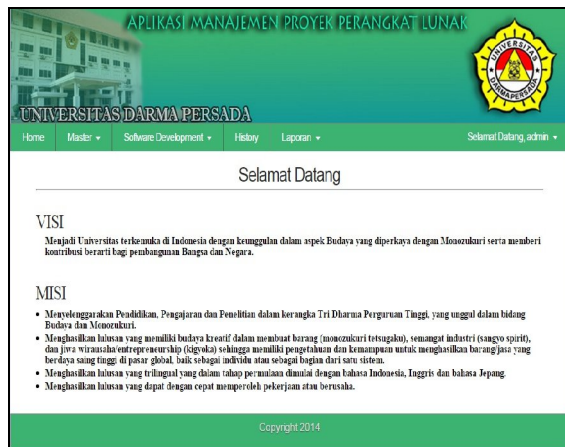 APLIKASI MANAJEMEN PROYEK PERANGKAT LUNAK
UNIVERSITAS DARMA PERSADA
UNIVERSITAS
DARMA PERSADA
Home Master Software Development History Laporan Selamat Datang, admin
Selamat Datang
VISI
Menjadi Universitas terkemuka di Indonesia dengan keunggulan dalam aspek Budaya yang diperkaya dengan Monozukuri serta memberi
kontribusi berarti bagi pembangunan Bangsa dan Negara.
MISI
• Menyelenggarakan Pendidikan, Pengajaran dan Penelitian dalam kerangka Tri Dharma Perguruan Tinggi, yang unggul dalam bidang
Budaya dan Monozukuri.
• Menghasilkan lulusan yang memiliki budaya kreatif dalam membuat barang (monozukuri tetsugaku), semangat industri (sangyo spirit),
dan jiwa wirausaha/entrepreneurship (kigyoka) sehingga memiliki pengetahuan dan kemampuan untuk menghasilkan barang/jasa yang
berdaya saing tinggi di pasar global, baik sebagai individu atau sebagai bagian dari satu sistem.
• Menghasilkan lulusan yang trilingual yang dalam tahap permulaan dimulai dengan bahasa Indonesia, Inggris dan bahasa Jepang.
• Menghasilkan lulusan yang dapat dengan cepat memperoleh pekerjaan atau berusaha.
Copyright 2014